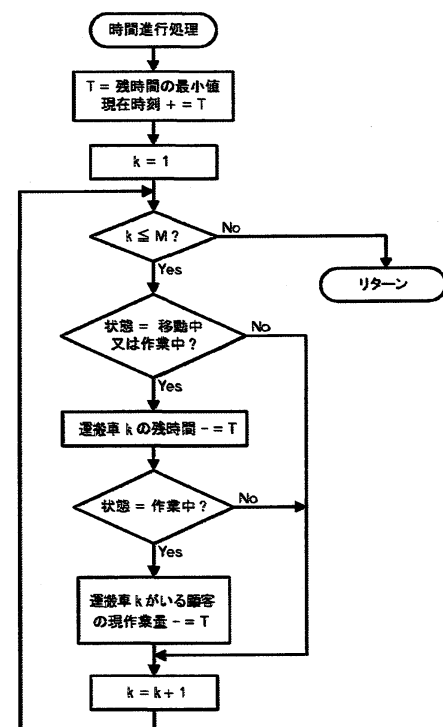 時間進行処理
T = 残時間の最小値
現在時刻 + = T
k = 1
k ≦ M ?
No
Yes
リターン
状態 = 移動中
又は作業中 ?
No
Yes
運搬車 k の残時間 - = T
状態 = 作業中 ?
No
Yes
運搬車 k がいる顧客
の現作業量 - = T
k = k + 1